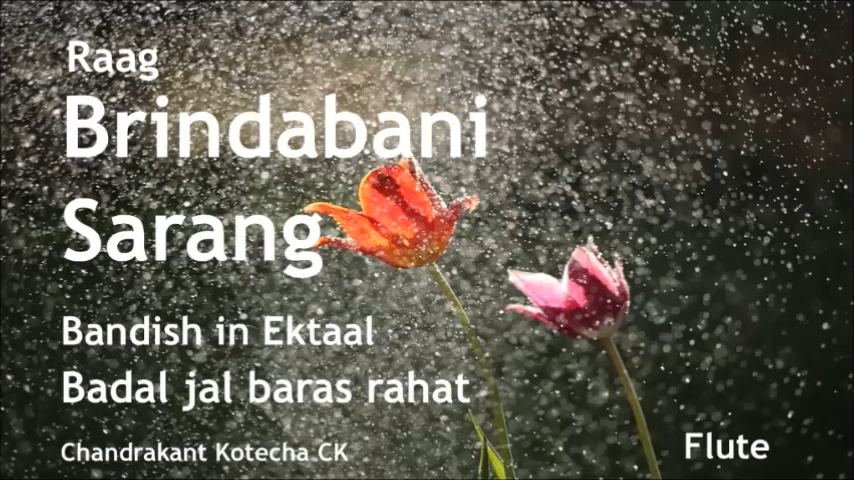 Raag
Brindabani
Sarang
Bandish in Ektaal
Badal jal baras rahat
Chandrakant Kotecha CK
Flute